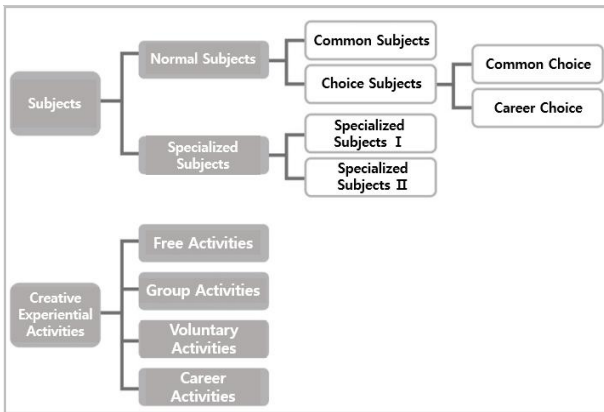 Subjects
Normal Subjects
Common Subjects
Choice Subjects
Common Choice
Career Choice
Specialized
Subjects
Specialized
Subjects Ⅰ
Specialized
Subjects Ⅱ
Creative
Experiential
Activities
Free Activities
Group Activities
Voluntary
Activities
Career
Activities